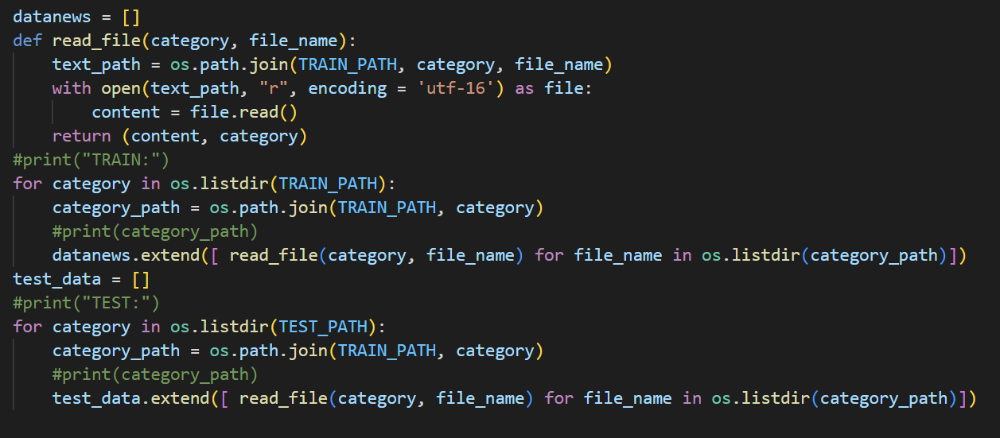 datanews = []
def read_file(category, file_name):
    text_path = os.path.join(TRAIN_PATH, category, file_name)
    with open(text_path, "r", encoding = 'utf-16') as file:
        content = file.read()
    return (content, category)
#print("TRAIN:")
for category in os.listdir(TRAIN_PATH):
    category_path = os.path.join(TRAIN_PATH, category)
    #print(category_path)
    datanews.extend([ read_file(category, file_name) for file_name in os.listdir(category_path)])
test_data = []
#print("TEST:")
for category in os.listdir(TEST_PATH):
    category_path = os.path.join(TRAIN_PATH, category)
    #print(category_path)
    test_data.extend([ read_file(category, file_name) for file_name in os.listdir(category_path)])